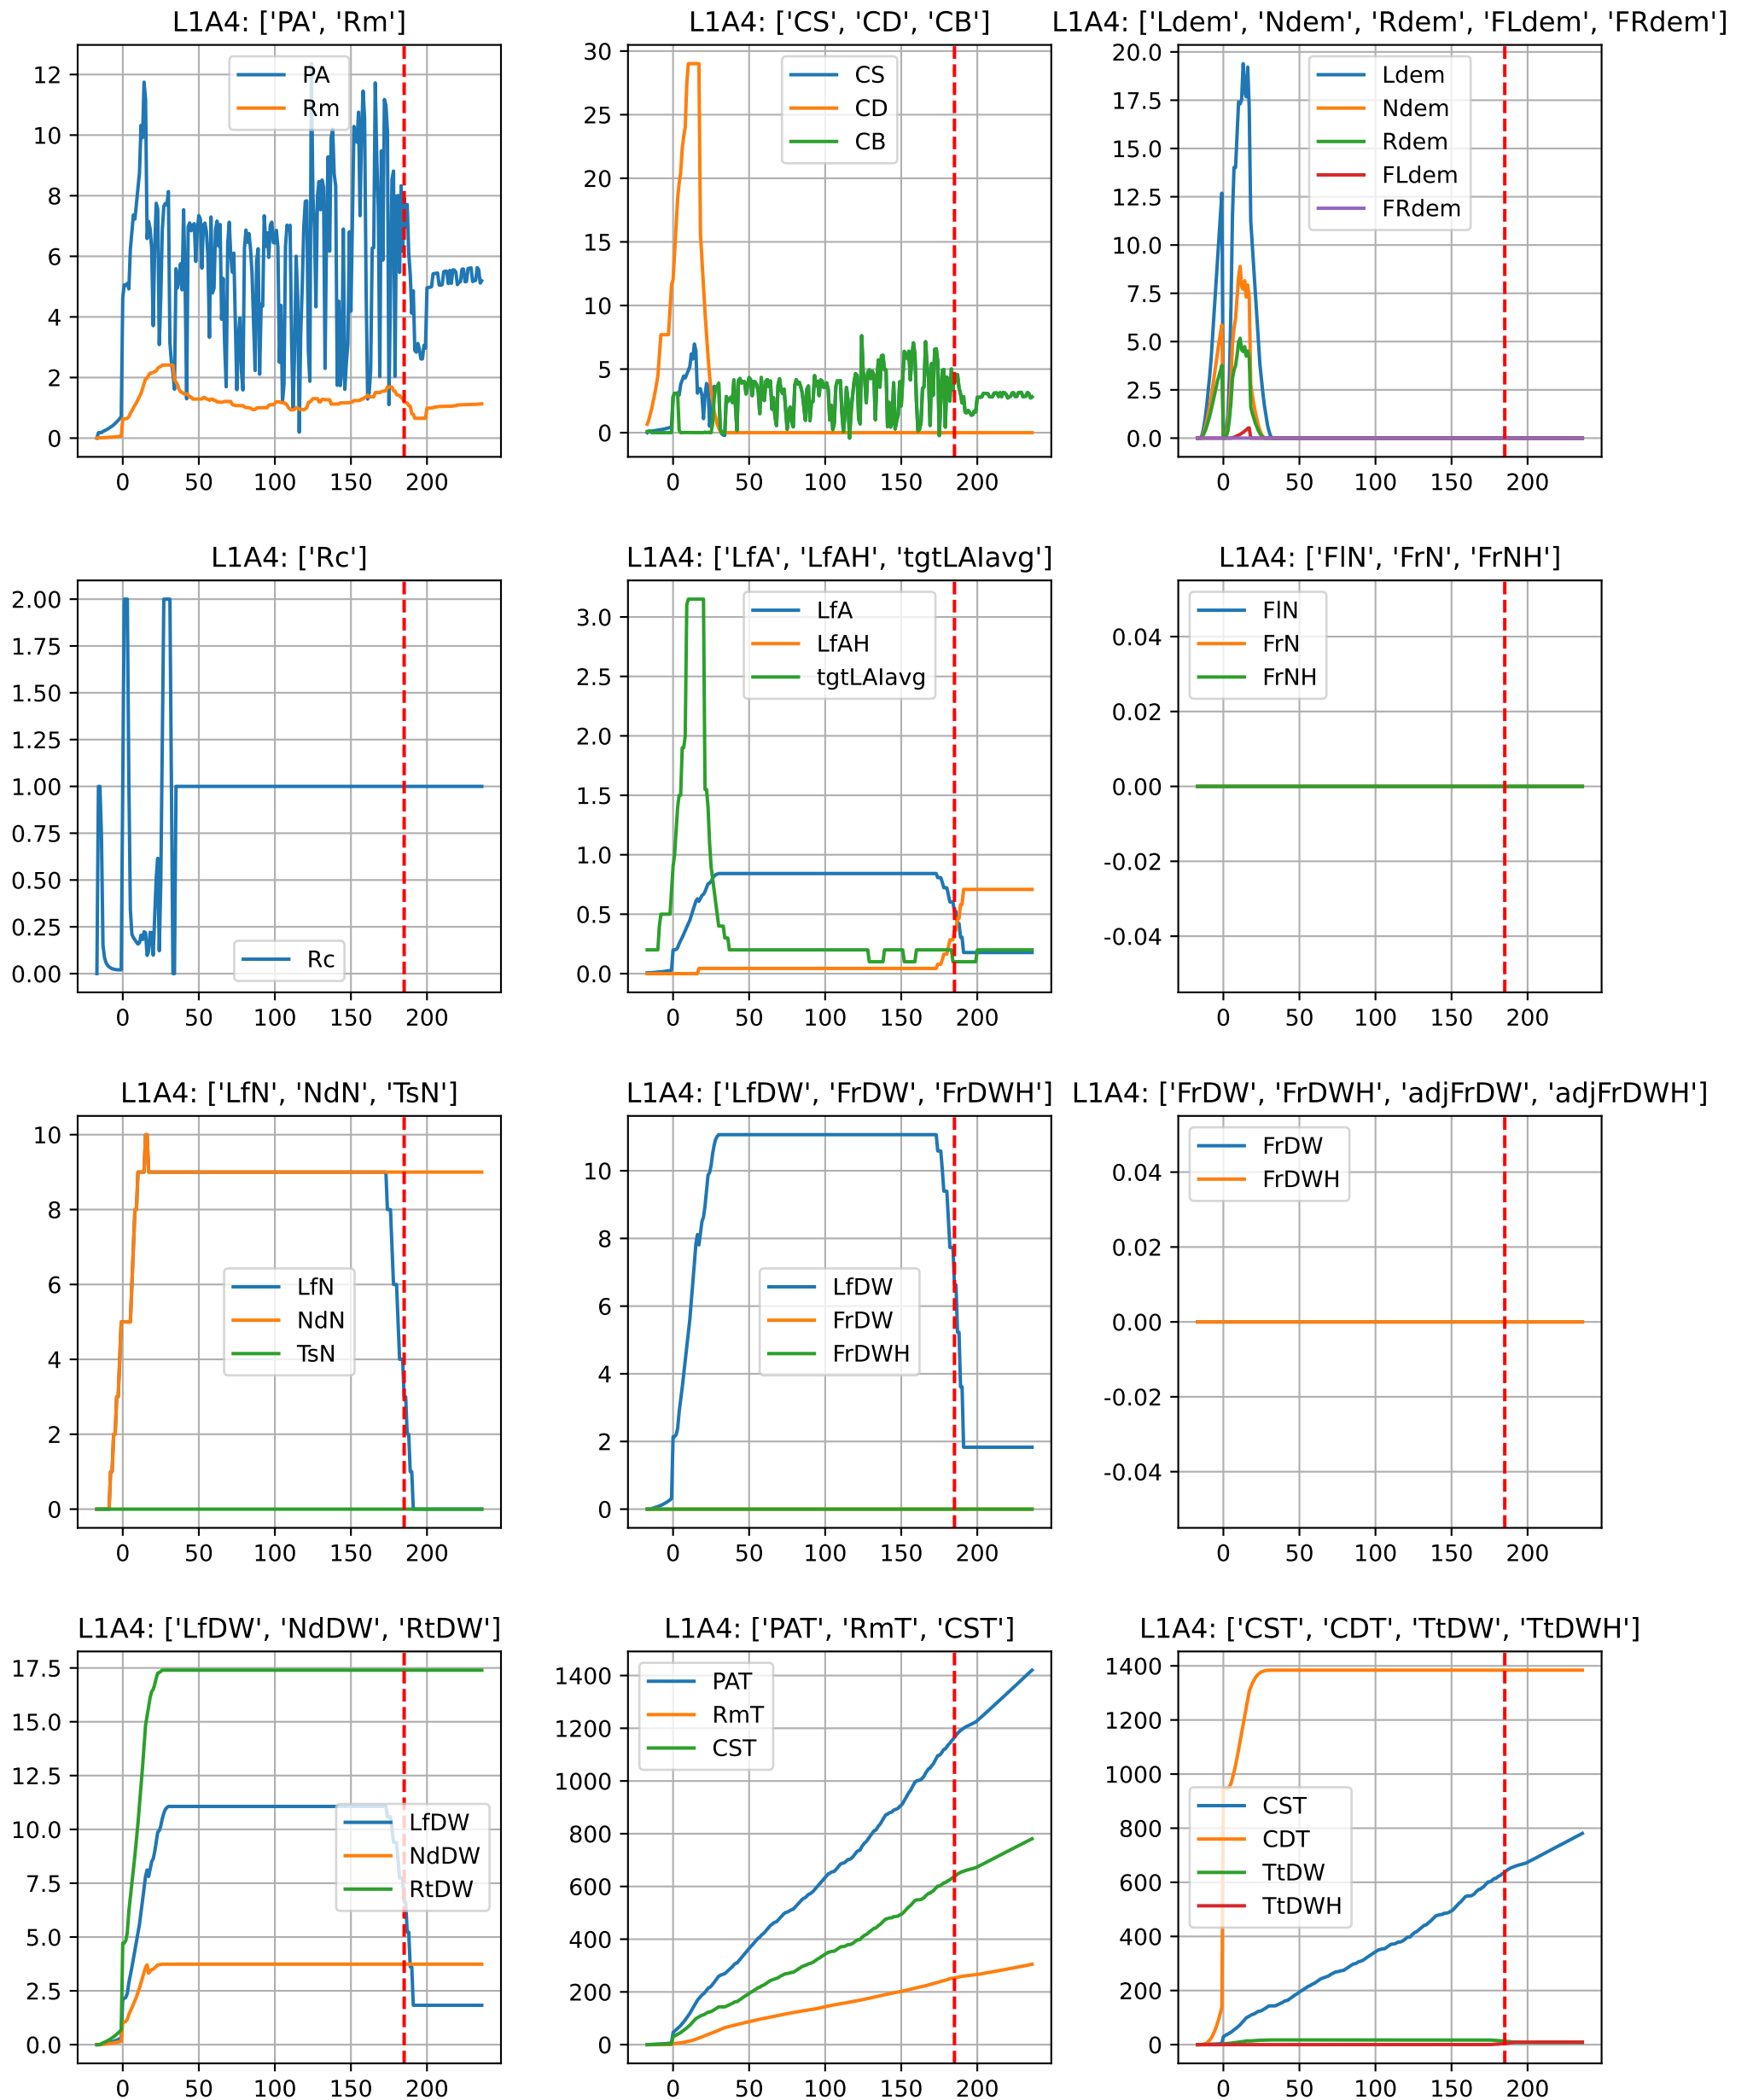 L1A4: ['PA', 'Rm']
12
10
8
6
4
2
0
0 50 100 150 200
PA
Rm
L1A4: ['CS', 'CD', 'CB']
30
25
20
15
10
5
0
0 50 100 150 200
CS
CD
CB
L1A4: ['Ldem', 'Ndem', 'Rdem', 'FLdem', 'FRdem']
20.0
17.5
15.0
12.5
10.0
7.5
5.0
2.5
0.0
0 50 100 150 200
Ldem
Ndem
Rdem
FLdem
FRdem
L1A4: ['Rc']
2.00
1.75
1.50
1.25
1.00
0.75
0.50
0.25
0.00
0 50 100 150 200
Rc
L1A4: ['LfA', 'LfAH', 'tgtLAIavg']
3.0
2.5
2.0
1.5
1.0
0.5
0.0
0 50 100 150 200
LfA
LfAH
tgtLAIavg
L1A4: ['FlN', 'FrN', 'FrNH']
0.04
0.02
0.00
-0.02
-0.04
0 50 100 150 200
FlN
FrN
FrNH
L1A4: ['LfN', 'NdN', 'TsN']
10
8
6
4
2
0
0 50 100 150 200
LfN
NdN
TsN
L1A4: ['LfDW', 'FrDW', 'FrDWH']
10
8
6
4
2
0
0 50 100 150 200
LfDW
FrDW
FrDWH
L1A4: ['FrDW', 'FrDWH', 'adjFrDW', 'adjFrDWH']
0.04
0.02
0.00
-0.02
-0.04
0 50 100 150 200
FrDW
FrDWH
L1A4: ['LfDW', 'NdDW', 'RtDW']
17.5
15.0
12.5
10.0
7.5
5.0
2.5
0.0
0 50 100 150 200
LfDW
NdDW
RtDW
L1A4: ['PAT', 'RmT', 'CST']
1400
1200
1000
800
600
400
200
0
0 50 100 150 200
PAT
RmT
CST
L1A4: ['CST', 'CDT', 'TtDW', 'TtDWH']
1400
1200
1000
800
600
400
200
0
0 50 100 150 200
CST
CDT
TtDW
TtDWH